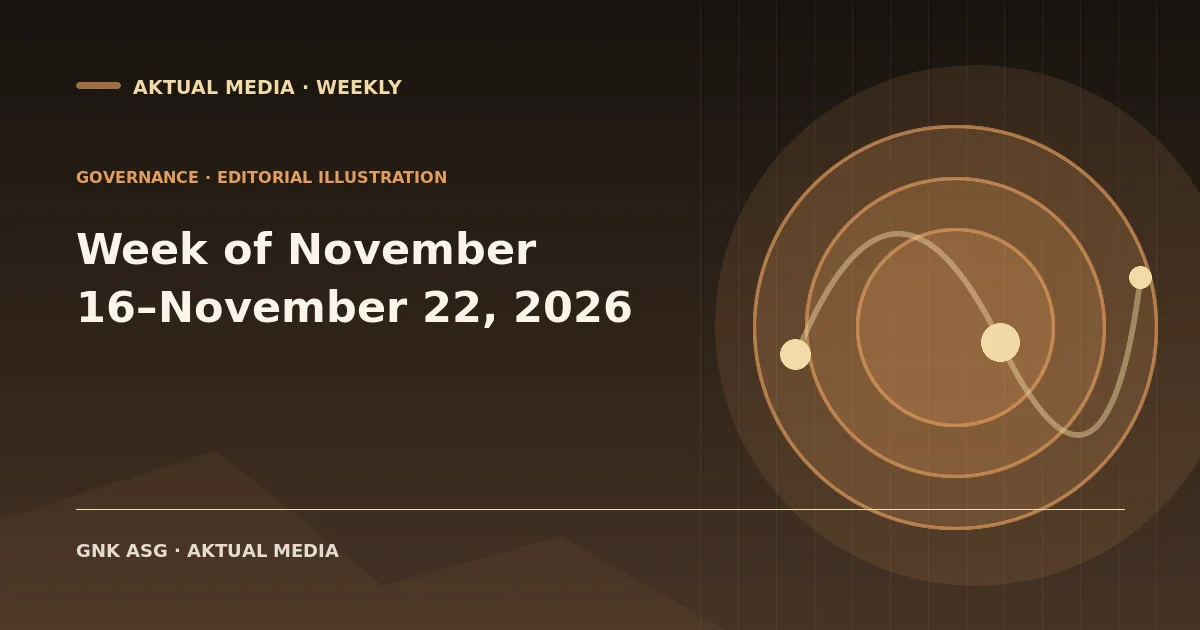 AKTUAL MEDIA · WEEKLY
GOVERNANCE · EDITORIAL ILLUSTRATION
Week of November
16–November 22, 2026
GNK ASG · AKTUAL MEDIA